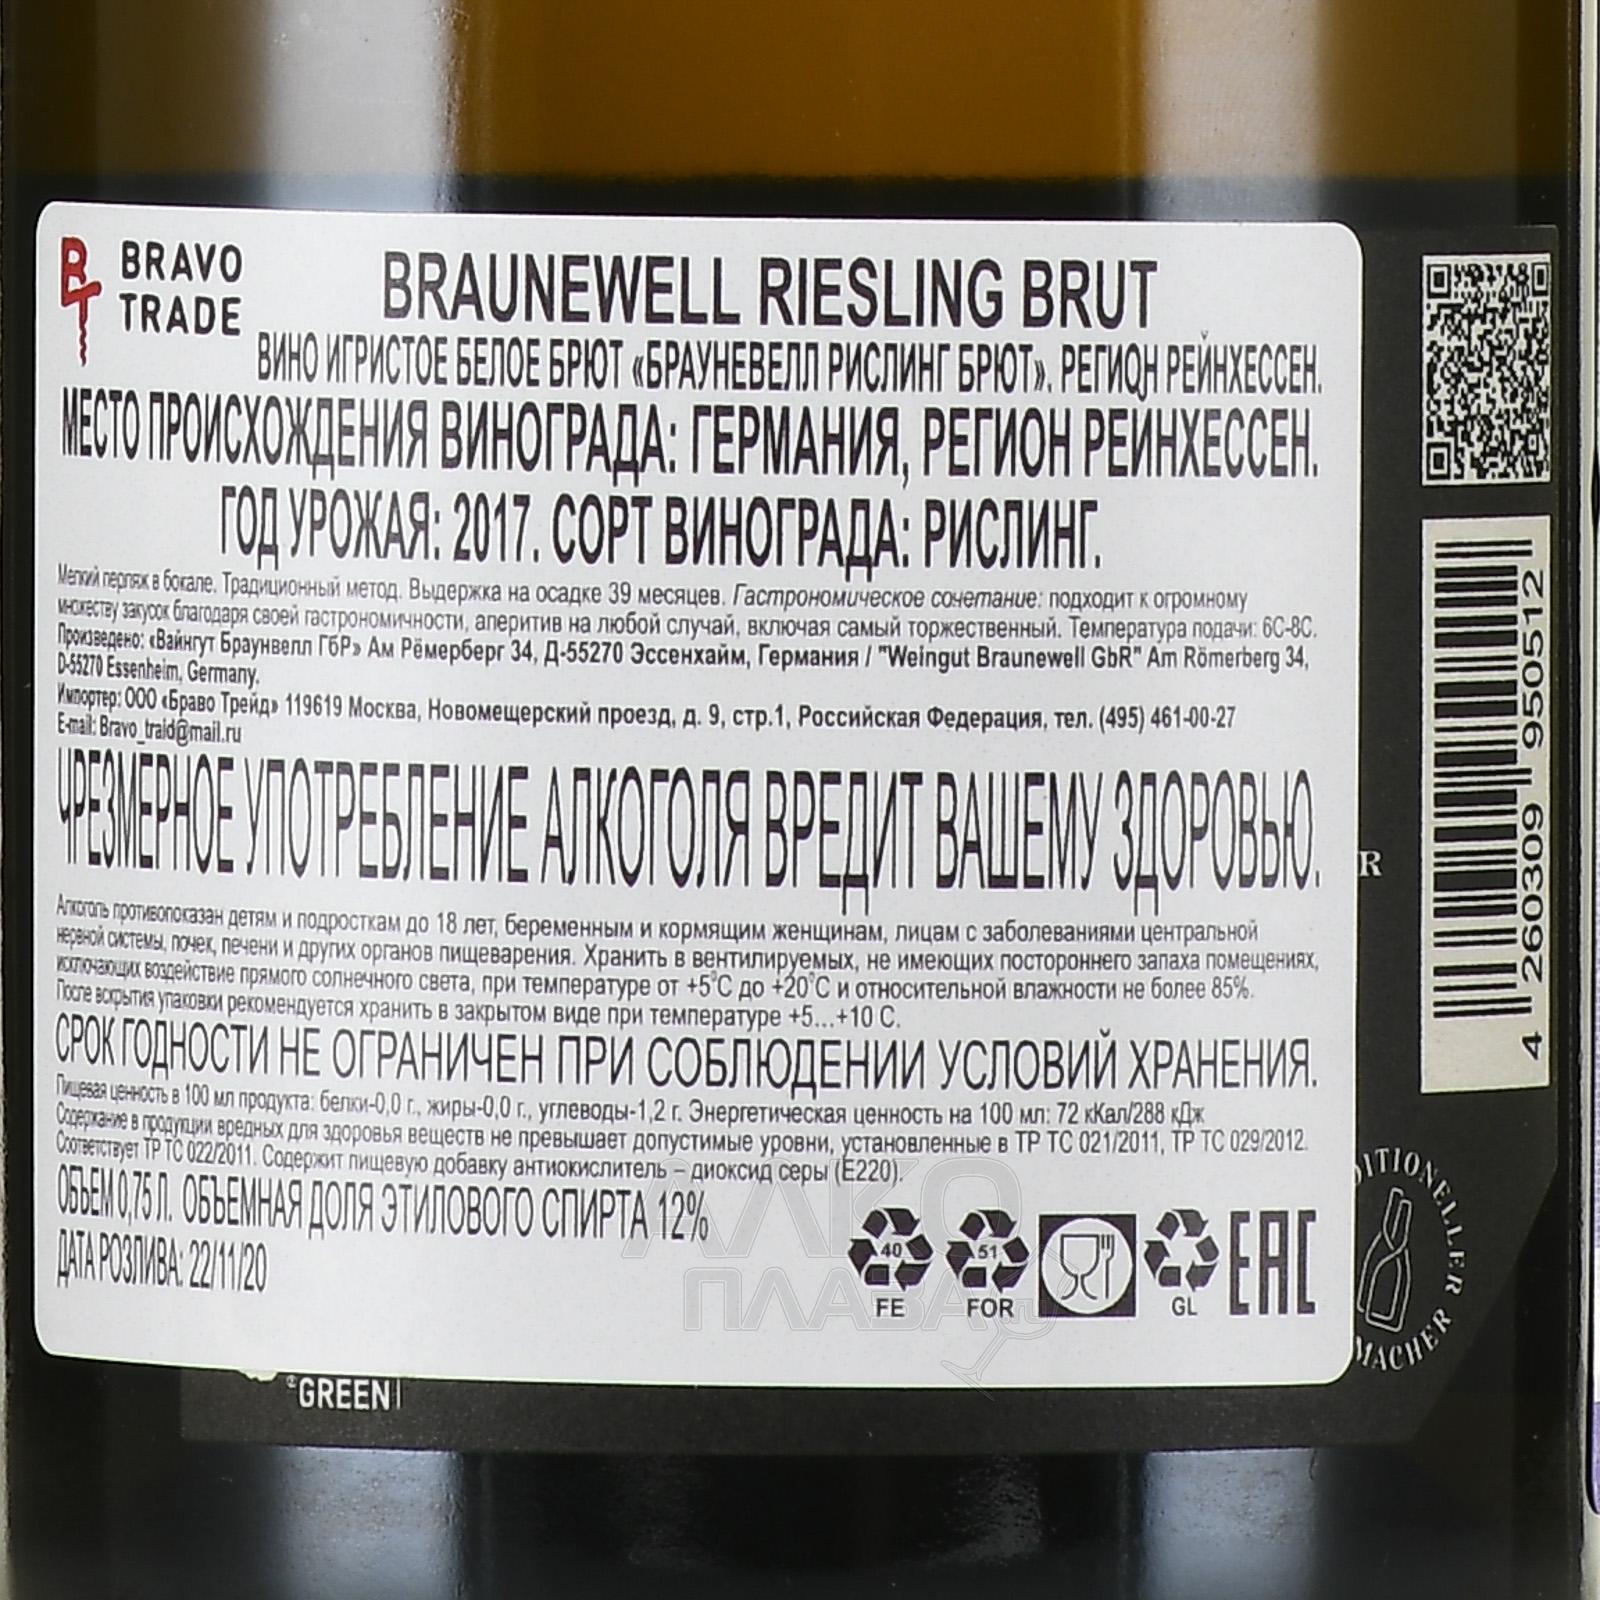 BRAVO
TRADE
BRAUNEWELL RIESLING BRUT
ВИНО ИГРИСТОЕ БЕЛОЕ БРЮТ «БРАУНЕВЕЛЛ РИСЛИНГ БРЮТ». РЕГИОН РЕЙНХЕССЕН.
МЕСТО ПРОИСХОЖДЕНИЯ ВИНОГРАДА: ГЕРМАНИЯ, РЕГИОН РЕЙНХЕССЕН.
ГОД УРОЖАЯ: 2017. СОРТ ВИНОГРАДА: РИСЛИНГ.
Мелкий перляж в бокале. Традиционный метод. Выдержка на осадке 39 месяцев. Гастрономическое сочетание: подходит к огромному
множеству закусок благодаря своей гастрономичности, аперитив на любой случай, включая самый торжественный. Температура подачи: 6С-8С.
Произведено: «Вайнгут Браунвелл ГбР» Ам Рёмерберг 34, Д-55270 Эссенхайм, Германия / "Weingut Braunewell GbR" Am Römerberg 34,
D-55270 Essenheim, Germany.
Импортер: ООО «Браво Трейд» 119619 Москва, Новомещерский проезд, д. 9, стр.1, Российская Федерация, тел. (495) 461-00-27
E-mail: Bravo_traid@mail.ru
ЧРЕЗМЕРНОЕ УПОТРЕБЛЕНИЕ АЛКОГОЛЯ ВРЕДИТ ВАШЕМУ ЗДОРОВЬЮ.
Алкоголь противопоказан детям и подросткам до 18 лет, беременным и кормящим женщинам, лицам с заболеваниями центральной
нервной системы, почек, печени и других органов пищеварения. Хранить в вентилируемых, не имеющих постороннего запаха помещениях,
исключающих воздействие прямого солнечного света, при температуре от +5°С до +20°С и относительной влажности не более 85%.
После вскрытия упаковки рекомендуется хранить в закрытом виде при температуре +5...+10 С.
СРОК ГОДНОСТИ НЕ ОГРАНИЧЕН ПРИ СОБЛЮДЕНИИ УСЛОВИЙ ХРАНЕНИЯ.
Пищевая ценность в 100 мл продукта: белки-0,0 г., жиры-0,0 г., углеводы-1,2 г. Энергетическая ценность на 100 мл: 72 кКал/288 кДж
Содержание в продукции вредных для здоровья веществ не превышает допустимые уровни, установленные в ТР ТС 021/2011, ТР ТС 029/2012.
Соответствует ТР ТС 022/2011. Содержит пищевую добавку антиокислитель – диоксид серы (Е220).
ОБЪЕМ 0,75 Л. ОБЪЕМНАЯ ДОЛЯ ЭТИЛОВОГО СПИРТА 12%
ДАТА РОЗЛИВА: 22/11/20
40
FE
51
FOR
GL
EAC
АЛКО
ПЛАЗА.ru
4 260309 950512
R
DITIONELLER
MACHER
GREEN